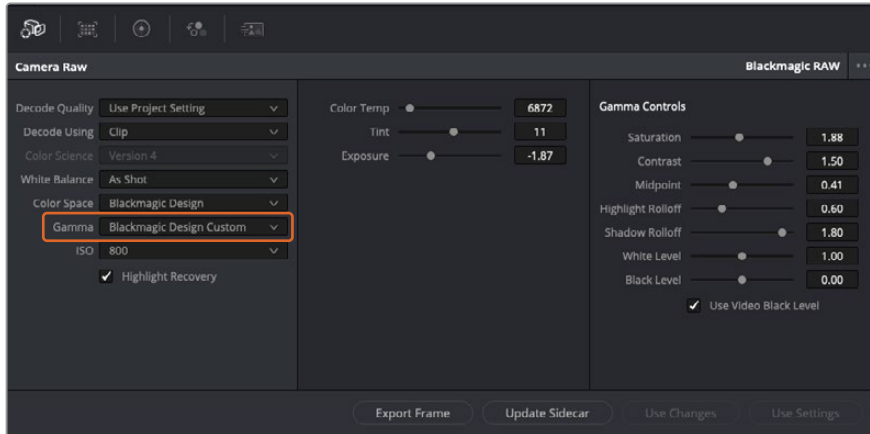 Camera Raw
Blackmagic RAW
Decode Quality Use Project Setting
Decode Using Clip
Color Science Version 4
White Balance As Shot
Color Space Blackmagic Design
Gamma Blackmagic Design Custom
ISO 800
Highlight Recovery
Color Temp 6872
Tint 11
Exposure -1.87
Gamma Controls
Saturation 1.88
Contrast 1.50
Midpoint 0.41
Highlight Rolloff 0.60
Shadow Rolloff 1.80
White Level 1.00
Black Level 0.00
Use Video Black Level
Export Frame
Update Sidecar
Use Changes
Use Settings